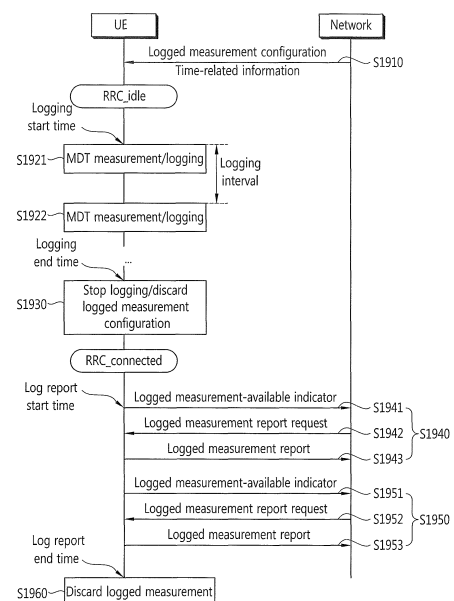 UE
Network
Logged measurement configuration
Time-related information
S1910
RRC_idle
Logging
start time
S1921
MDT measurement/logging
Logging
interval
S1922
MDT measurement/logging
Logging
end time
...
S1930
Stop logging/discard
logged measurement
configuration
RRC_connected
Log report
start time
Logged measurement-available indicator
S1941
Logged measurement report request
S1942
S1940
Logged measurement report
S1943
Logged measurement-available indicator
S1951
Logged measurement report request
S1952
S1950
Logged measurement report
S1953
Log report
end time
S1960
Discard logged measurement